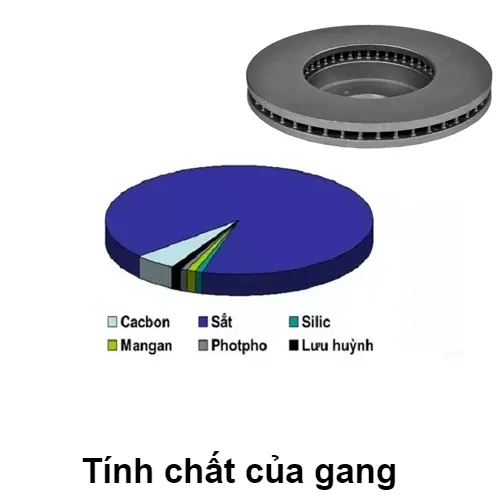 Cacbon Sắt Silic
Mangan Photpho Lưu huỳnh
Tính chất của gang